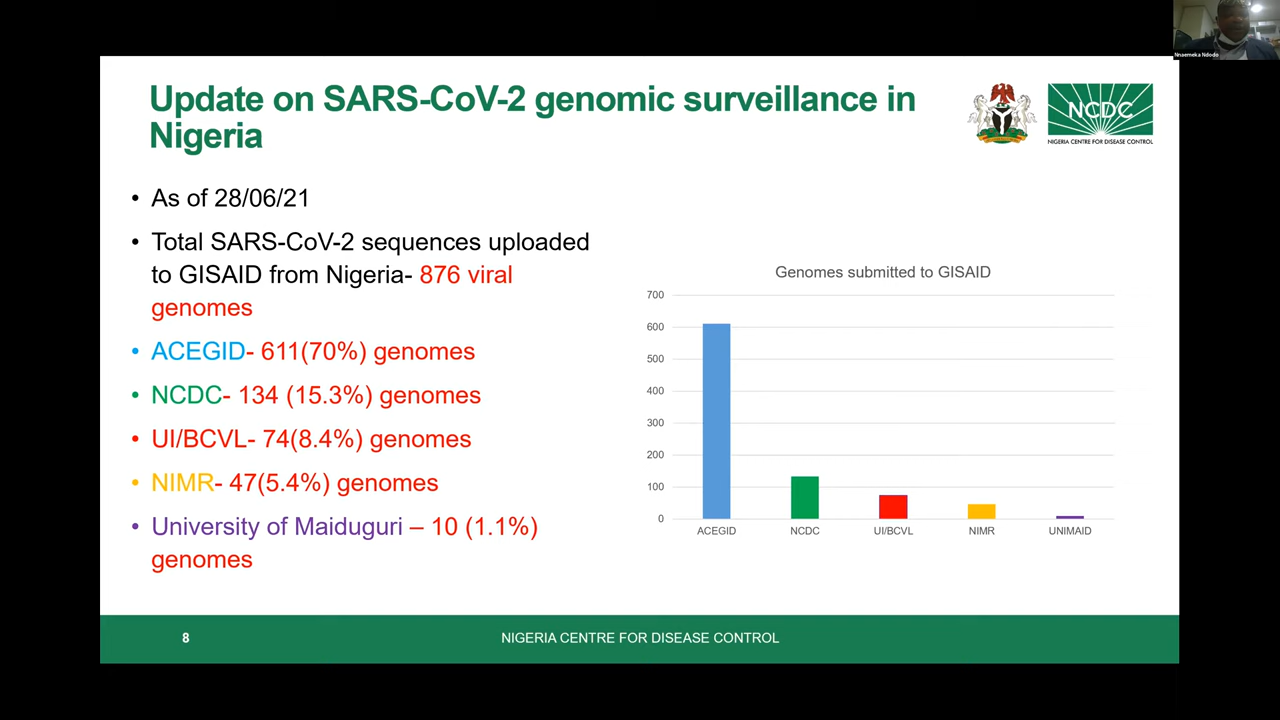 Nnaemeka Ndodo
Update on SARS-CoV-2 genomic surveillance in
Nigeria
NCDC
NIGERIA CENTRE FOR DISEASE CONTROL
• As of 28/06/21
• Total SARS-CoV-2 sequences uploaded
to GISAID from Nigeria- 876 viral
genomes
• ACEGID- 611(70%) genomes
• NCDC- 134 (15.3%) genomes
• UI/BCVL- 74(8.4%) genomes
• NIMR- 47(5.4%) genomes
• University of Maiduguri – 10 (1.1%)
genomes
Genomes submitted to GISAID
700
600
500
400
300
200
100
0
ACEGID NCDC UI/BCVL NIMR UNIMAID
8 NIGERIA CENTRE FOR DISEASE CONTROL